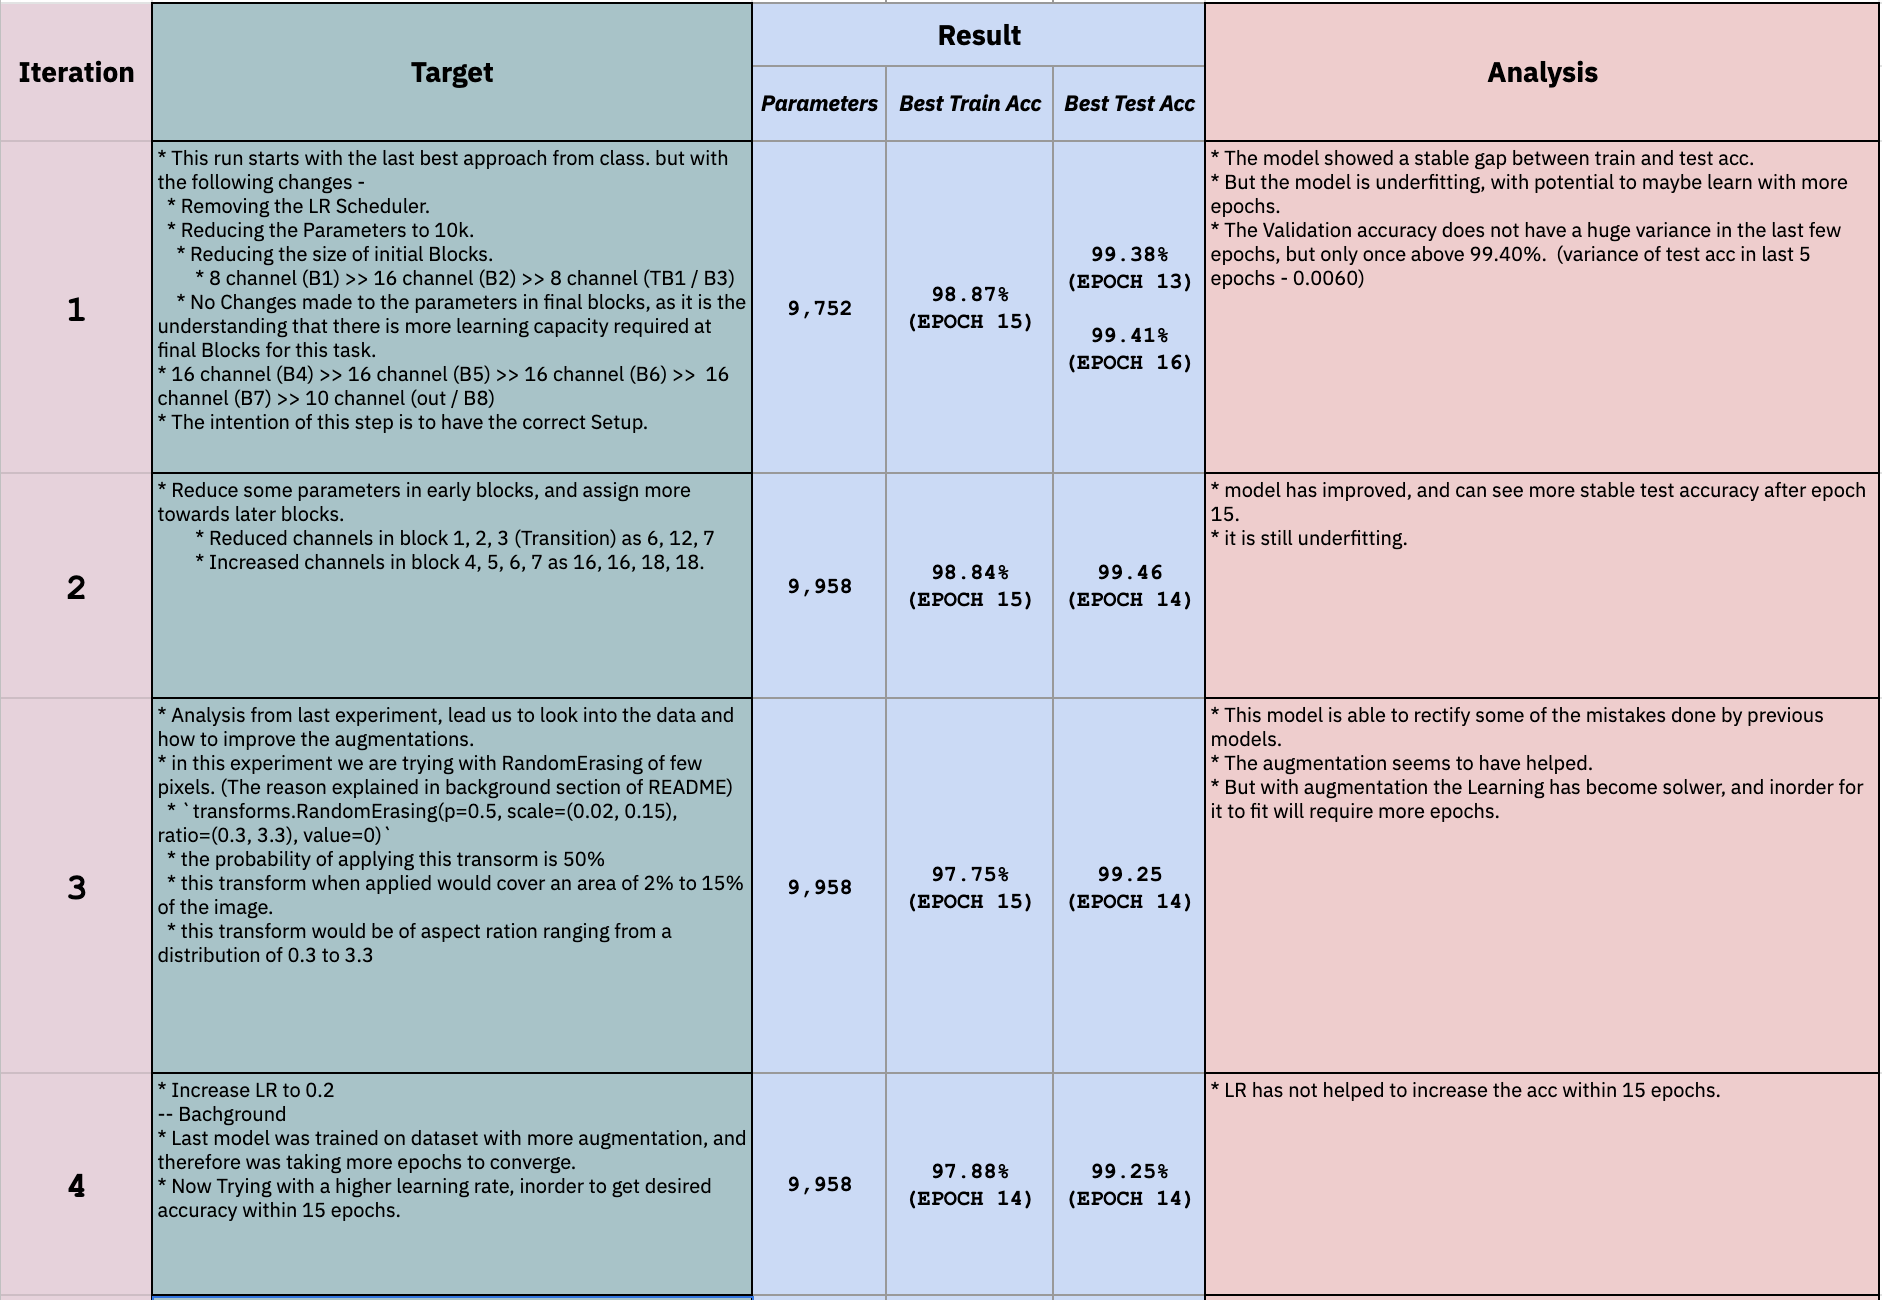 Iteration
Target
Result
Analysis
Parameters
Best Train Acc
Best Test Acc
1
* This run starts with the last best approach from class. but with
the following changes -
* Removing the LR Scheduler.
* Reducing the Parameters to 10k.
* Reducing the size of initial Blocks.
* 8 channel (B1) >> 16 channel (B2) >> 8 channel (TB1 / B3)
* No Changes made to the parameters in final blocks, as it is the
understanding that there is more learning capacity required at
final Blocks for this task.
* 16 channel (B4) >> 16 channel (B5) >> 16 channel (B6) >> 16
channel (B7) >> 10 channel (out / B8)
* The intention of this step is to have the correct Setup.
9,752
98.87%
(EPOCH 15)
99.38%
(EPOCH 13)
99.41%
(EPOCH 16)
* The model showed a stable gap between train and test acc.
* But the model is underfitting, with potential to maybe learn with more
epochs.
* The Validation accuracy does not have a huge variance in the last few
epochs, but only once above 99.40%. (variance of test acc in last 5
epochs - 0.0060)
2
* Reduce some parameters in early blocks, and assign more
towards later blocks.
* Reduced channels in block 1, 2, 3 (Transition) as 6, 12, 7
* Increased channels in block 4, 5, 6, 7 as 16, 16, 18, 18.
9,958
98.84%
(EPOCH 15)
99.46
(EPOCH 14)
* model has improved, and can see more stable test accuracy after epoch
15.
* it is still underfitting.
3
* Analysis from last experiment, lead us to look into the data and
how to improve the augmentations.
* in this experiment we are trying with RandomErasing of few
pixels. (The reason explained in background section of README)
* `transforms.RandomErasing(p=0.5, scale=(0.02, 0.15),
ratio=(0.3, 3.3), value=0)`
* the probability of applying this transorm is 50%
* this transform when applied would cover an area of 2% to 15%
of the image.
* this transform would be of aspect ration ranging from a
distribution of 0.3 to 3.3
9,958
97.75%
(EPOCH 15)
99.25
(EPOCH 14)
* This model is able to rectify some of the mistakes done by previous
models.
* The augmentation seems to have helped.
* But with augmentation the Learning has become solwer, and inorder for
it to fit will require more epochs.
4
* Increase LR to 0.2
-- Bachground
* Last model was trained on dataset with more augmentation, and
therefore was taking more epochs to converge.
* Now Trying with a higher learning rate, inorder to get desired
accuracy within 15 epochs.
9,958
97.88%
(EPOCH 14)
99.25%
(EPOCH 14)
* LR has not helped to increase the acc within 15 epochs.